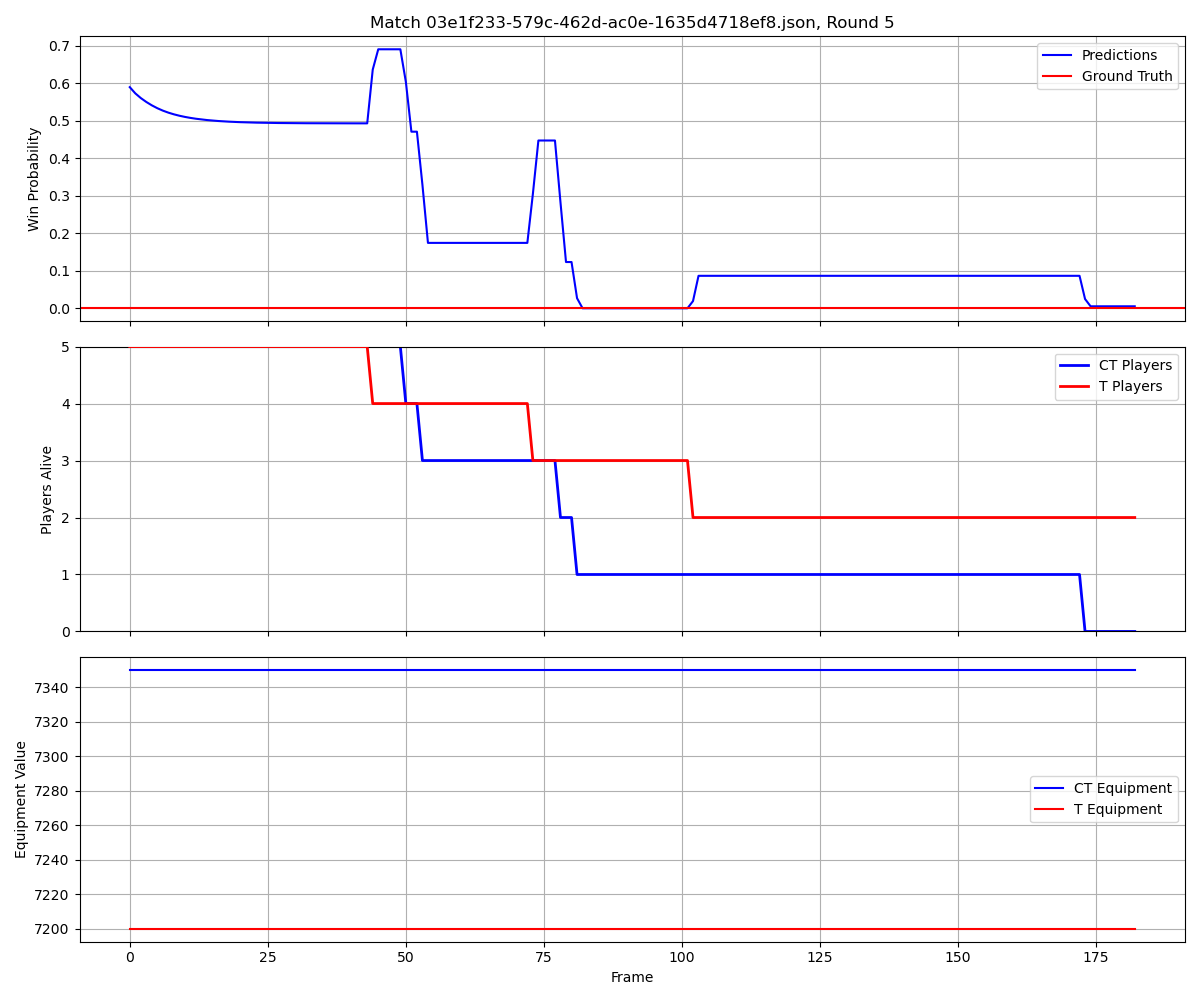 Match 03e1f233-579c-462d-ac0e-1635d4718ef8.json, Round 5
Win Probability
0.7
0.6
0.5
0.4
0.3
0.2
0.1
0.0
Predictions
Ground Truth
Players Alive
5
4
3
2
1
0
CT Players
T Players
Equipment Value
7340
7320
7300
7280
7260
7240
7220
7200
CT Equipment
T Equipment
0 25 50 75 100 125 150 175
Frame